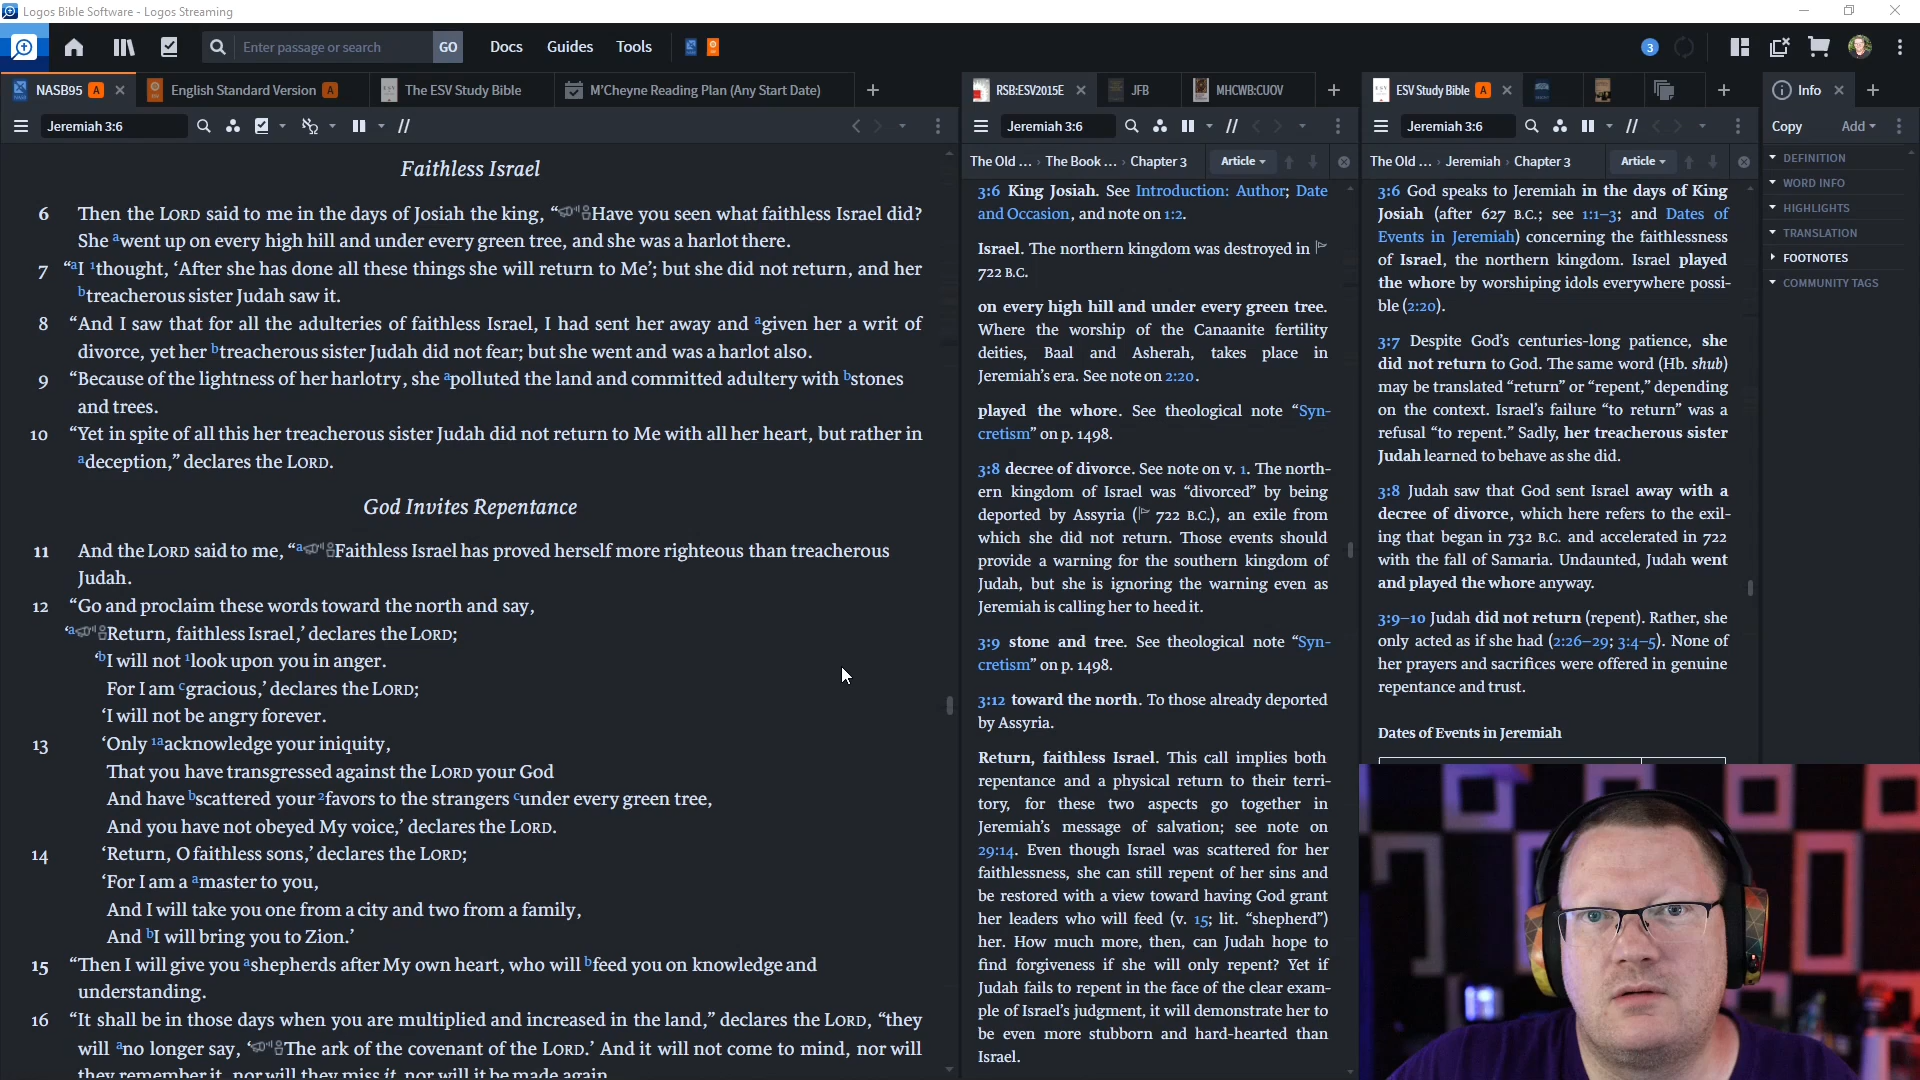 Logos Bible Software - Logos Streaming
Enter passage or search
GO
Docs
Guides
Tools
3
NASB95 A
English Standard Version A
The ESV Study Bible
M'Cheyne Reading Plan (Any Start Date)
Jeremiah 3:6
Faithless Israel
6 Then the LORD said to me in the days of Josiah the king, “Have you seen what faithless Israel did?
She ᵃwent up on every high hill and under every green tree, and she was a harlot there.
7 “ᵃI ¹thought, ‘After she has done all these things she will return to Me’; but she did not return, and her
ᵇtreacherous sister Judah saw it.
8 “And I saw that for all the adulteries of faithless Israel, I had sent her away and ᵃgiven her a writ of
divorce, yet her ᵇtreacherous sister Judah did not fear; but she went and was a harlot also.
9 “Because of the lightness of her harlotry, she ᵃpolluted the land and committed adultery with ᵇstones
and trees.
10 “Yet in spite of all this her treacherous sister Judah did not return to Me with all her heart, but rather in
ᵃdeception,” declares the LORD.
God Invites Repentance
11 And the LORD said to me, “ᵃFaithless Israel has proved herself more righteous than treacherous
Judah.
12 “Go and proclaim these words toward the north and say,
‘ᵃReturn, faithless Israel,’ declares the LORD;
‘ᵇI will not ¹look upon you in anger.
For I am ᶜgracious,’ declares the LORD;
‘I will not be angry forever.
13 ‘Only ¹ᵃacknowledge your iniquity,
That you have transgressed against the LORD your God
And have ᵇscattered your ²favors to the strangers ᶜunder every green tree,
And you have not obeyed My voice,’ declares the LORD.
14 ‘Return, O faithless sons,’ declares the LORD;
‘For I am a ᵃmaster to you,
And I will take you one from a city and two from a family,
And ᵇI will bring you to Zion.’
15 “Then I will give you ᵃshepherds after My own heart, who will ᵇfeed you on knowledge and
understanding.
16 “It shall be in those days when you are multiplied and increased in the land,” declares the LORD, “they
will ᵃno longer say, ‘The ark of the covenant of the LORD.’ And it will not come to mind, nor will
they remember it, nor will they miss it, nor will it be made again.
RSB:ESV2015E
JFB
MHCWB:CUOV
Jeremiah 3:6
The Old ... › The Book ... › Chapter 3
Article
3:6 King Josiah. See Introduction: Author; Date
and Occasion, and note on 1:2.
Israel. The northern kingdom was destroyed in
722 B.C.
on every high hill and under every green tree.
Where the worship of the Canaanite fertility
deities, Baal and Asherah, takes place in
Jeremiah’s era. See note on 2:20.
played the whore. See theological note “Syn-
cretism” on p. 1498.
3:8 decree of divorce. See note on v. 1. The north-
ern kingdom of Israel was “divorced” by being
deported by Assyria (722 B.C.), an exile from
which she did not return. Those events should
provide a warning for the southern kingdom of
Judah, but she is ignoring the warning even as
Jeremiah is calling her to heed it.
3:9 stone and tree. See theological note “Syn-
cretism” on p. 1498.
3:12 toward the north. To those already deported
by Assyria.
Return, faithless Israel. This call implies both
repentance and a physical return to their terri-
tory, for these two aspects go together in
Jeremiah’s message of salvation; see note on
29:14. Even though Israel was scattered for her
faithlessness, she can still repent of her sins and
be restored with a view toward having God grant
her leaders who will feed (v. 15; lit. “shepherd”)
her. How much more, then, can Judah hope to
find forgiveness if she will only repent? Yet if
Judah fails to repent in the face of the clear exam-
ple of Israel’s judgment, it will demonstrate her to
be even more stubborn and hard-hearted than
Israel.
ESV Study Bible A
Jeremiah 3:6
The Old ... › Jeremiah › Chapter 3
Article
3:6 God speaks to Jeremiah in the days of King
Josiah (after 627 B.C.; see 1:1–3; and Dates of
Events in Jeremiah) concerning the faithlessness
of Israel, the northern kingdom. Israel played
the whore by worshiping idols everywhere possi-
ble (2:20).
3:7 Despite God’s centuries-long patience, she
did not return to God. The same word (Hb. shub)
may be translated “return” or “repent,” depending
on the context. Israel’s failure “to return” was a
refusal “to repent.” Sadly, her treacherous sister
Judah learned to behave as she did.
3:8 Judah saw that God sent Israel away with a
decree of divorce, which here refers to the exil-
ing that began in 732 B.C. and accelerated in 722
with the fall of Samaria. Undaunted, Judah went
and played the whore anyway.
3:9–10 Judah did not return (repent). Rather, she
only acted as if she had (2:26–29; 3:4–5). None of
her prayers and sacrifices were offered in genuine
repentance and trust.
Dates of Events in Jeremiah
Info
Copy
Add
DEFINITION
WORD INFO
HIGHLIGHTS
TRANSLATION
FOOTNOTES
COMMUNITY TAGS